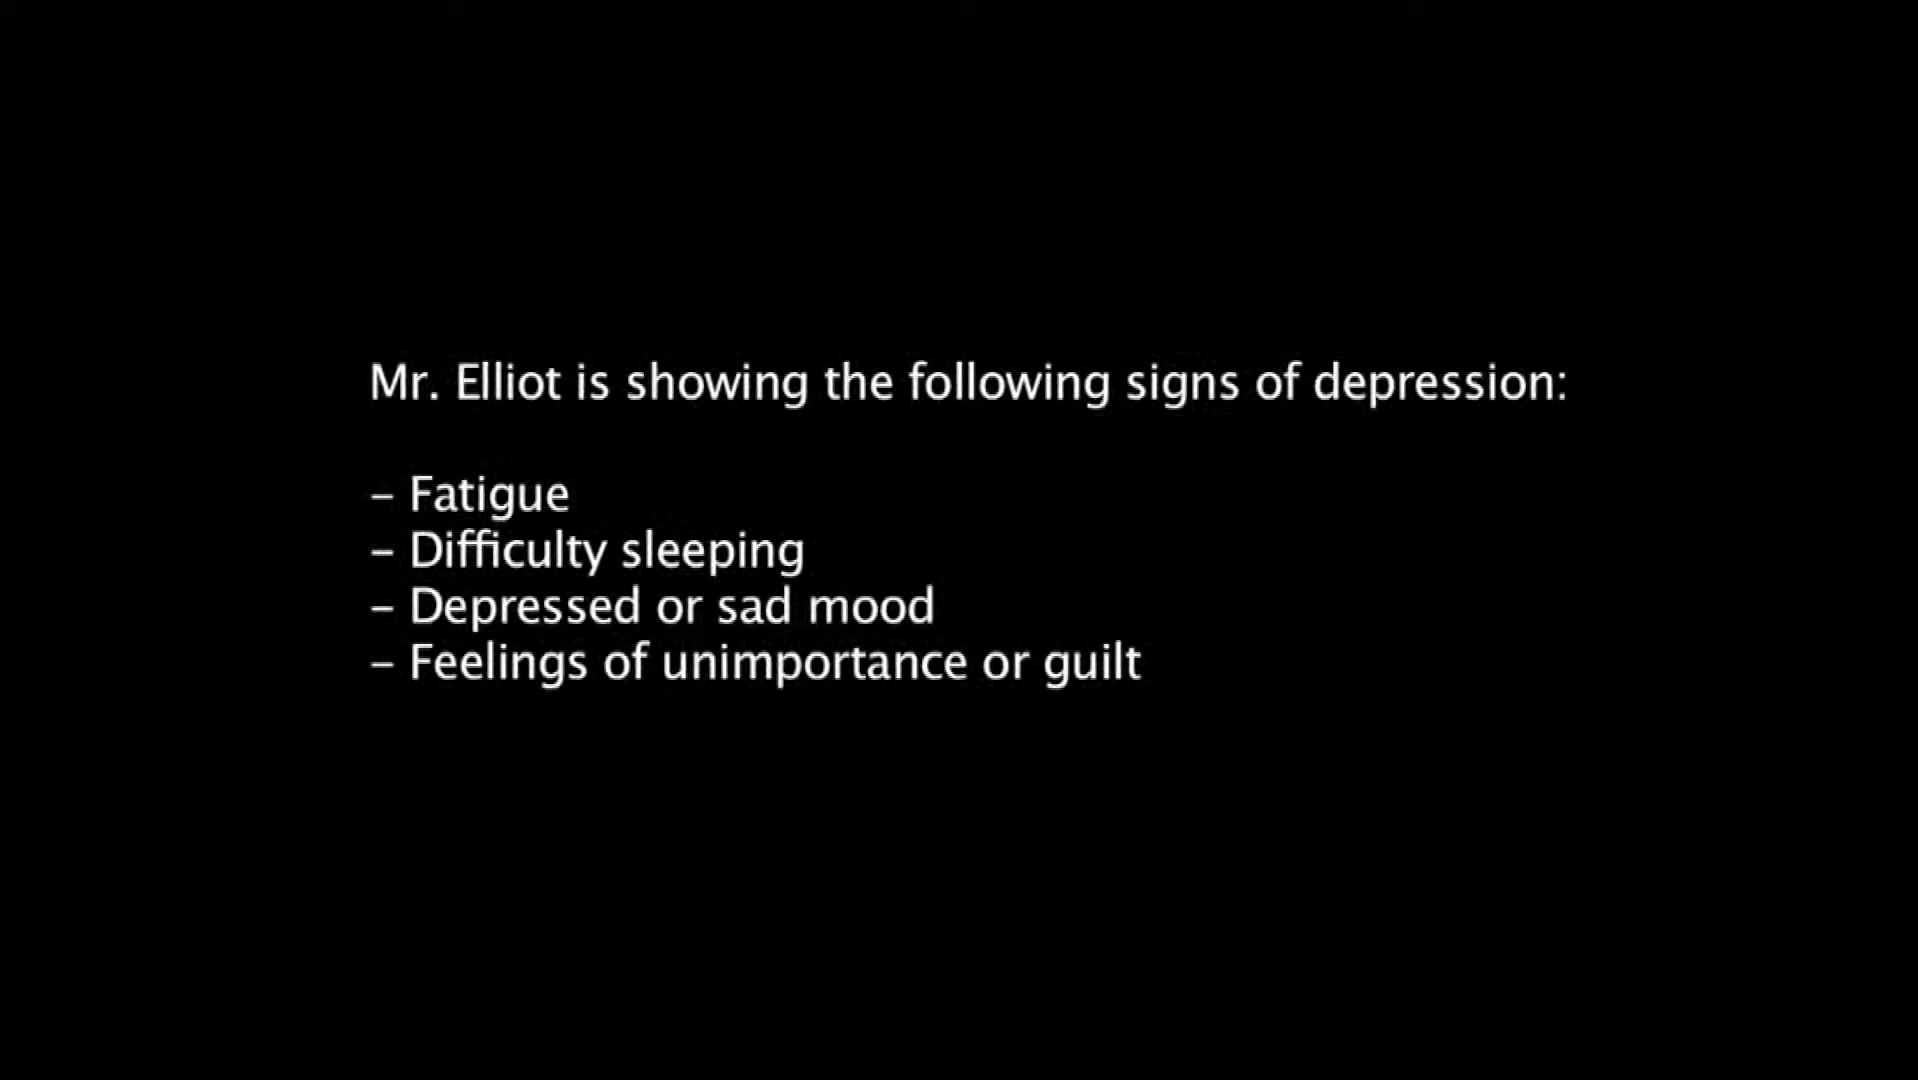 Mr. Elliot is showing the following signs of depression:
– Fatigue
– Difficulty sleeping
– Depressed or sad mood
– Feelings of unimportance or guilt